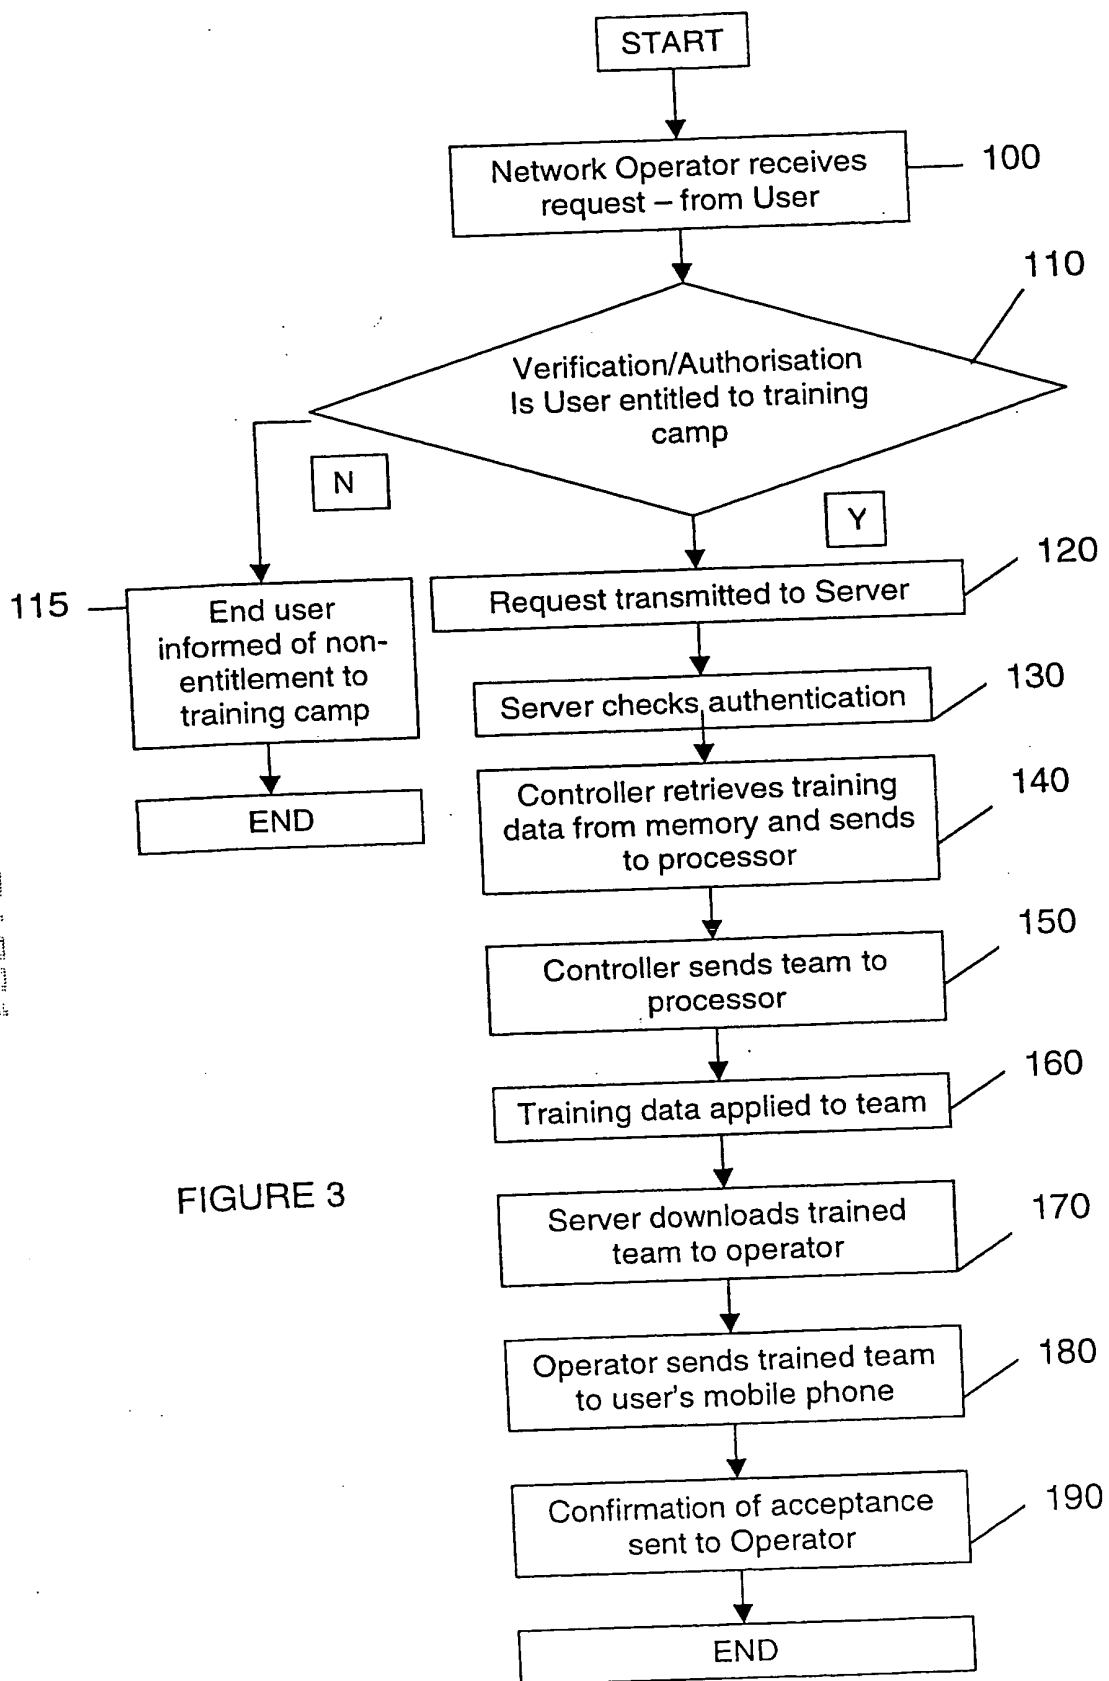 START
Network Operator receives
request – from User
100
110
Verification/Authorisation
Is User entitled to training
camp
N
Y
120
Request transmitted to Server
115
End user
informed of non-
entitlement to
training camp
130
Server checks authentication
END
140
Controller retrieves training
data from memory and sends
to processor
150
Controller sends team to
processor
160
Training data applied to team
FIGURE 3
170
Server downloads trained
team to operator
180
Operator sends trained team
to user's mobile phone
190
Confirmation of acceptance
sent to Operator
END